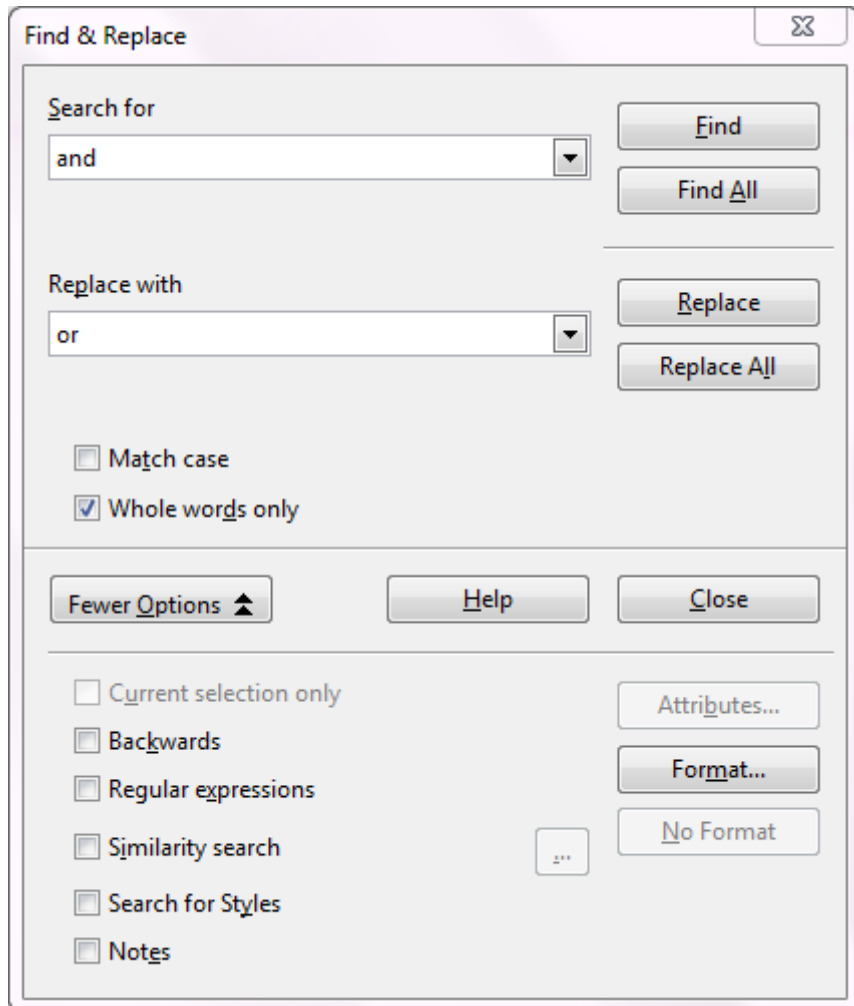 Find & Replace
Search for
and
Find
Find All
Replace with
or
Replace
Replace All
Match case
Whole words only
Fewer Options
Help
Close
Current selection only
Attributes...
Backwards
Format...
Regular expressions
No Format
Similarity search
...
Search for Styles
Notes